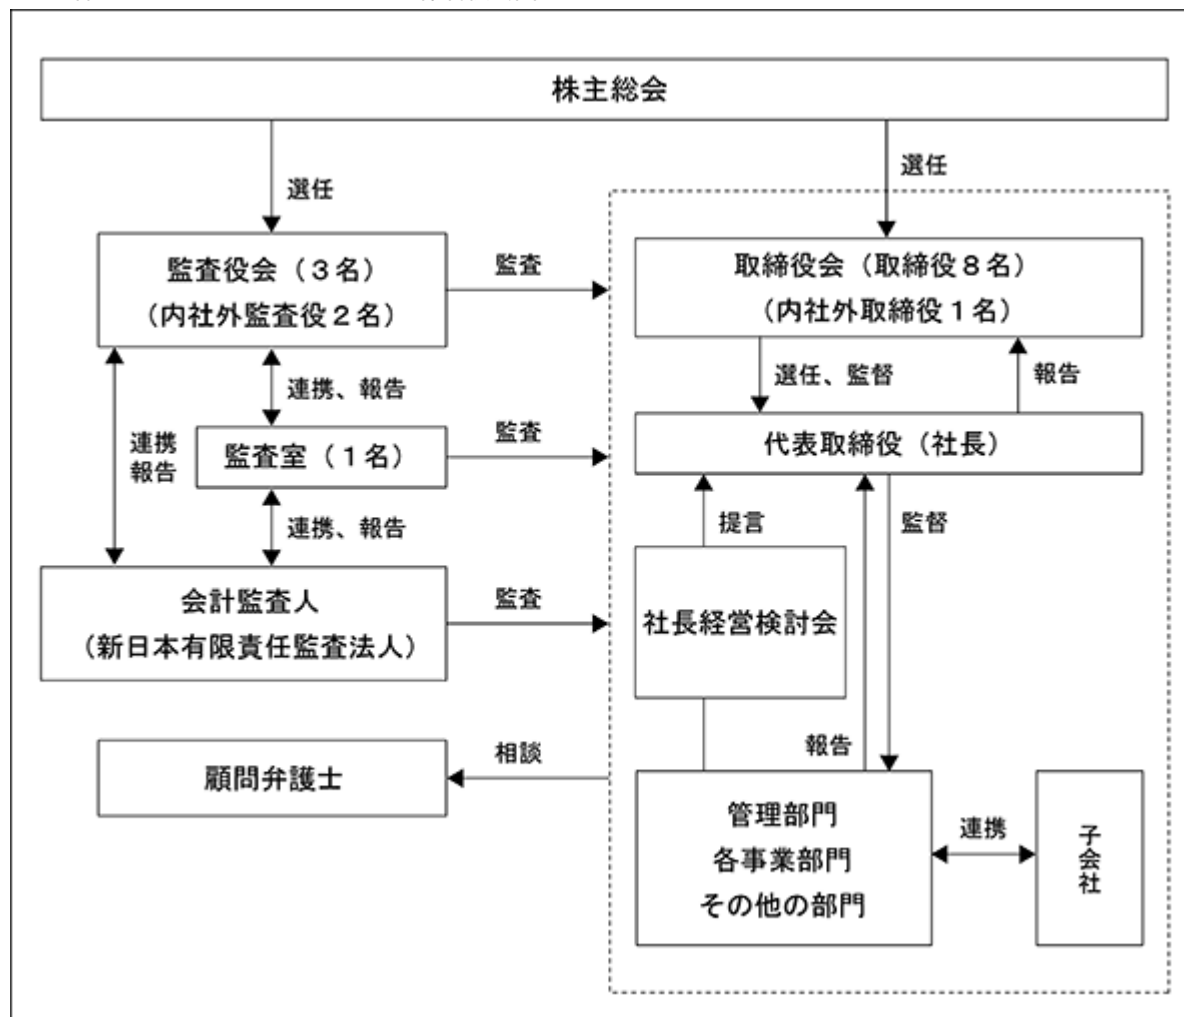 株主総会
選任
選任
監査役会（３名）
（内社外監査役２名）
監査
取締役会（取締役８名）
（内社外取締役１名）
連携、報告
選任、監督
報告
連携
報告
監査室（１名）
監査
代表取締役（社長）
連携、報告
提言
監督
会計監査人
（新日本有限責任監査法人）
監査
社長経営検討会
顧問弁護士
相談
報告
管理部門
各事業部門
その他の部門
連携
子会社